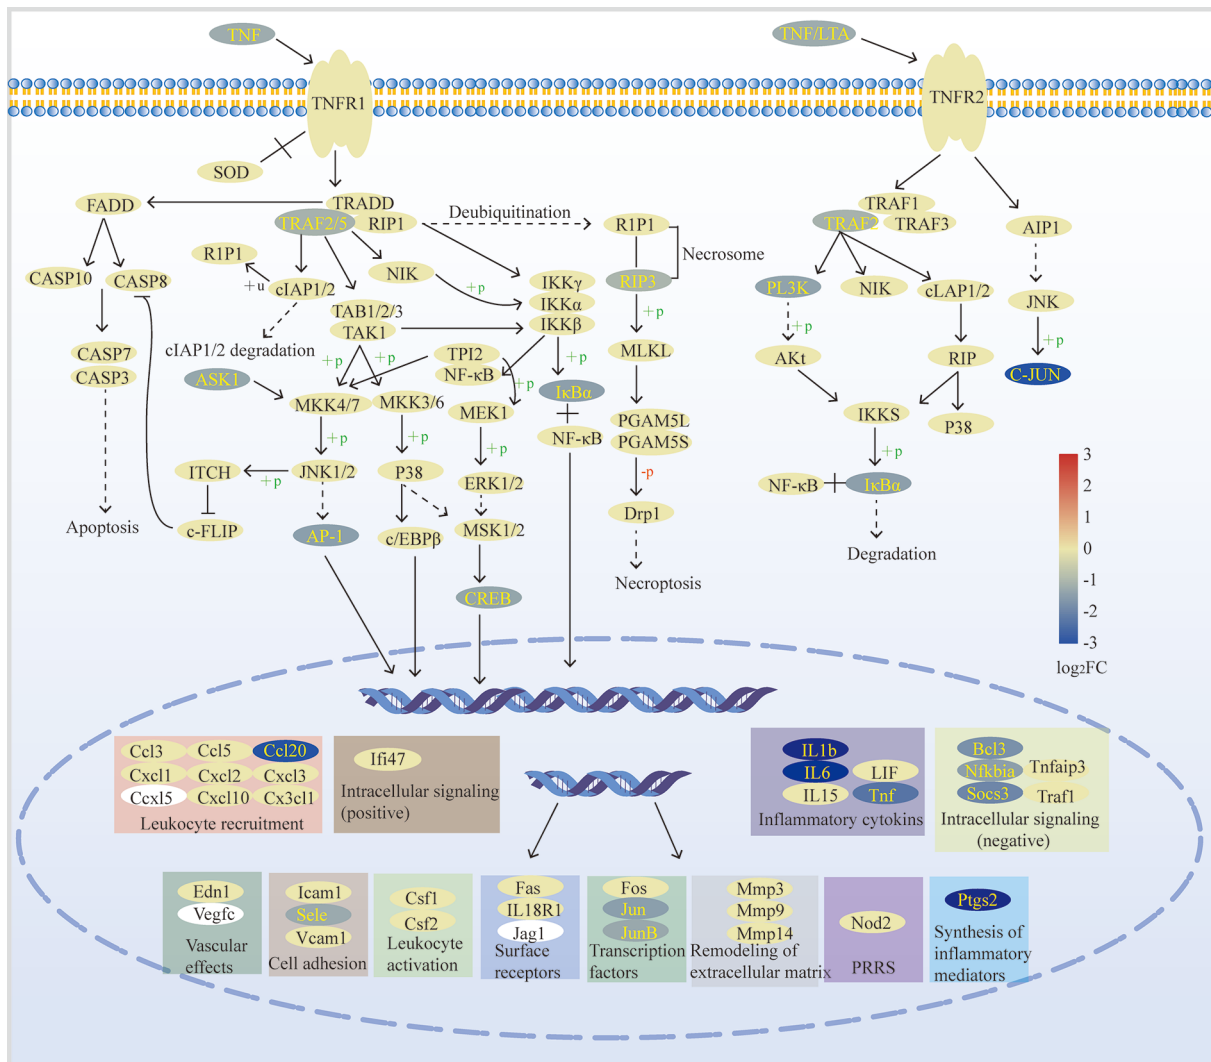 TNF
TNF/LTA
TNFR1
TNFR2
SOD
FADD
TRADD
TRAF2/5
RIP1
Deubiquitination
R1P1
Necrosome
TRAF1
TRAF2
TRAF3
AIP1
R1P1
+u
cIAP1/2
NIK
+p
IKKγ
IKKα
IKKβ
RIP3
+p
CASP10
CASP8
PL3K
NIK
cLAP1/2
JNK
+p
+p
TAB1/2/3
TAK1
cIAP1/2 degradation
+p
+p
TPI2
NF-κB
+p
+p
MLKL
AKt
RIP
C-JUN
CASP7
CASP3
ASK1
MKK4/7
MKK3/6
MEK1
IκBα
PGAM5L
PGAM5S
IKKS
P38
+p
+p
+p
+p
NF-κB
-p
ITCH
+p
JNK1/2
P38
ERK1/2
NF-κB
IκBα
Drp1
Apoptosis
c-FLIP
AP-1
c/EBPβ
MSK1/2
Degradation
Necroptosis
CREB
3
2
1
0
-1
-2
-3
log2FC
Ccl3
Ccl5
Ccl20
Cxcl1
Cxcl2
Cxcl3
Ccxl5
Cxcl10
Cx3cl1
Leukocyte recruitment
Ifi47
Intracellular signaling
(positive)
IL1b
IL6
LIF
IL15
Tnf
Inflammatory cytokins
Bcl3
Nfkbia
Tnfaip3
Socs3
Traf1
Intracellular signaling
(negative)
Edn1
Vegfc
Vascular
effects
Icam1
Sele
Vcam1
Cell adhesion
Csf1
Csf2
Leukocyte
activation
Fas
IL18R1
Jag1
Surface
receptors
Fos
Jun
JunB
Transcription
factors
Mmp3
Mmp9
Mmp14
Remodeling of
extracellular matrix
Nod2
PRRS
Ptgs2
Synthesis of
inflammatory
mediators